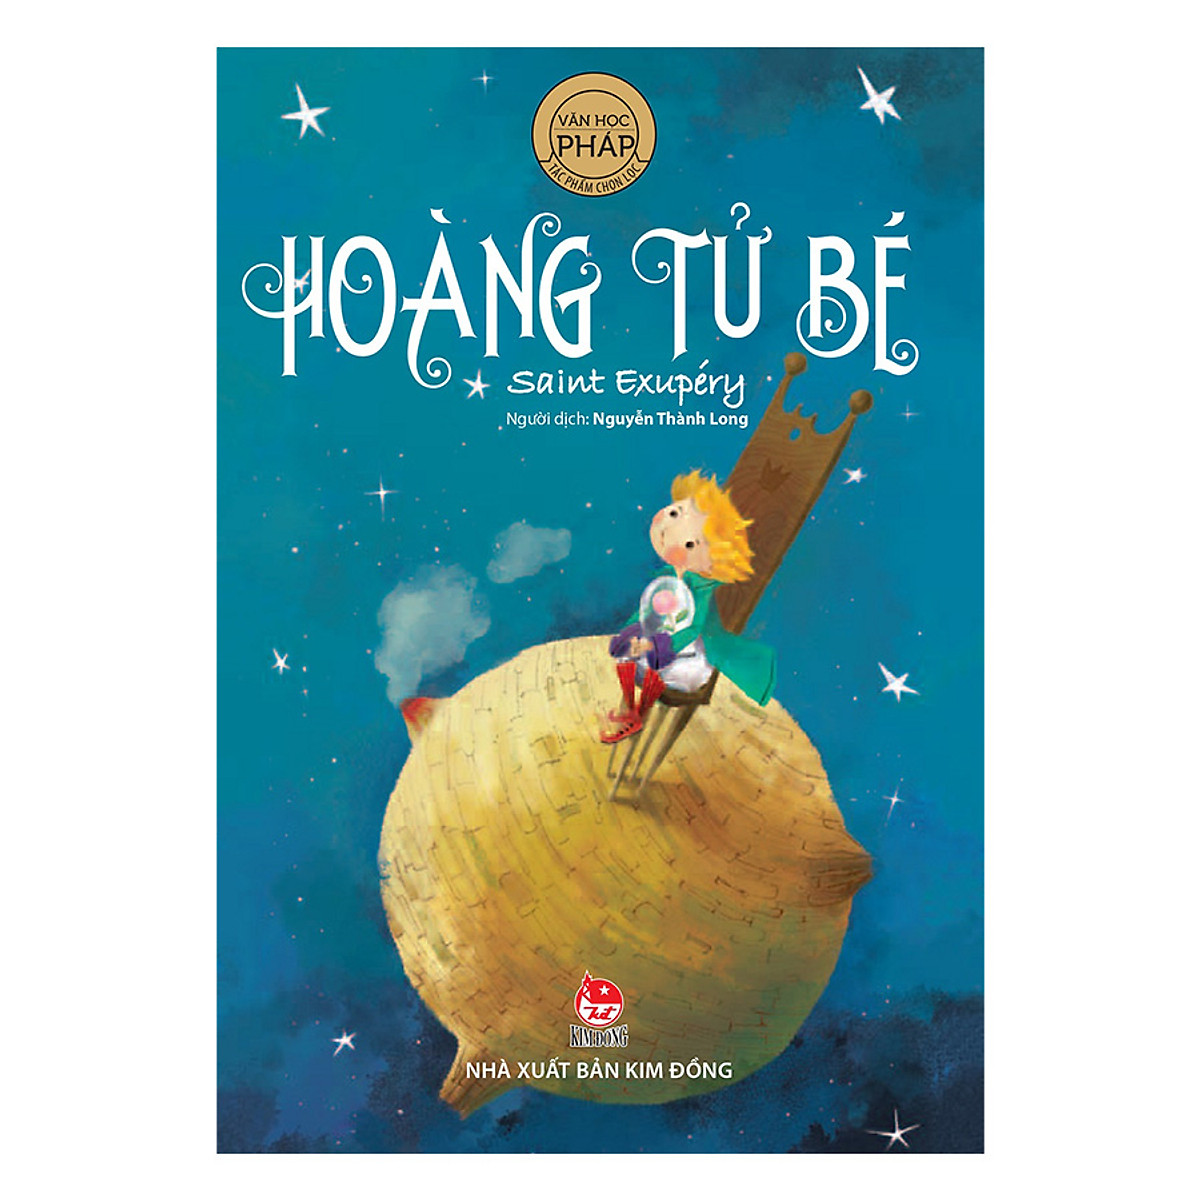 VĂN HỌC
PHÁP
TÁC PHẨM CHỌN LỌC
HOÀNG TỬ BÉ
Saint Exupéry
Người dịch: Nguyễn Thành Long
KIM ĐỒNG
NHÀ XUẤT BẢN KIM ĐỒNG